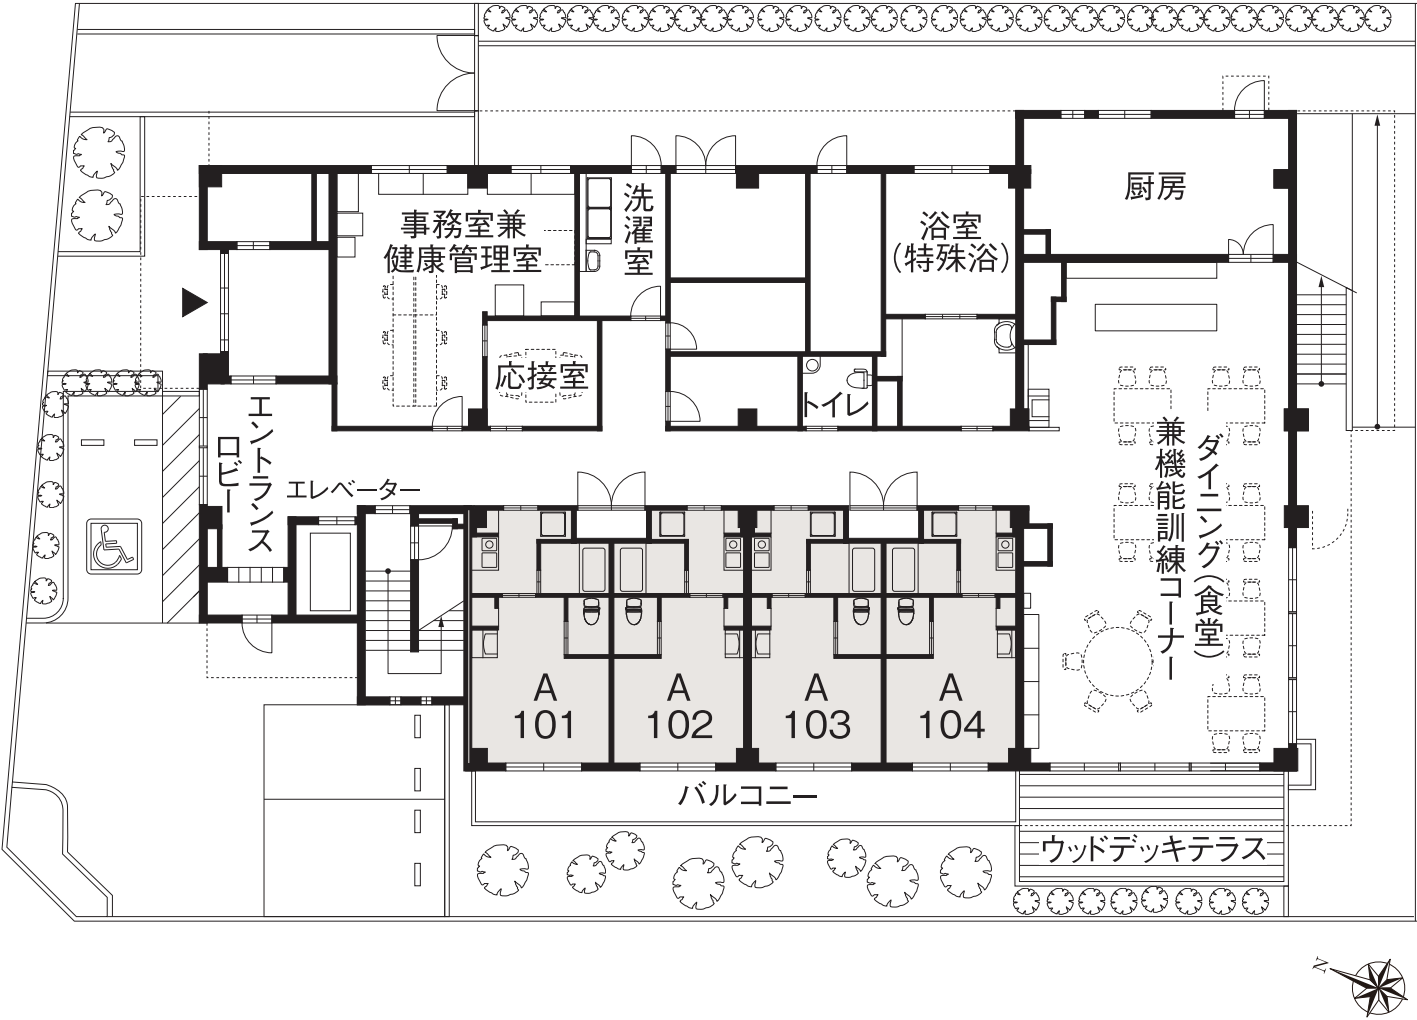 厨房
事務室兼
健康管理室
洗濯室
浴室
(特殊浴)
応接室
トイレ
エントランス
ロビー
エレベーター
ダイニング(食堂)
兼機能訓練コーナー
A
101
A
102
A
103
A
104
バルコニー
ウッドデッキテラス
N